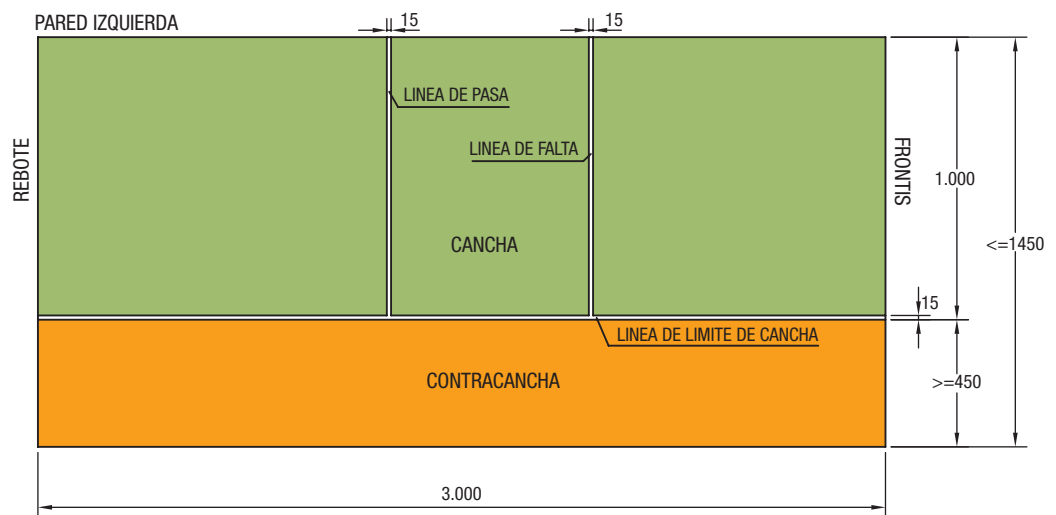 PARED IZQUIERDA
15
15
LINEA DE PASA
LINEA DE FALTA
REBOTE
FRONTIS
1.000
CANCHA
<=1450
15
LINEA DE LIMITE DE CANCHA
CONTRACANCHA
>=450
3.000